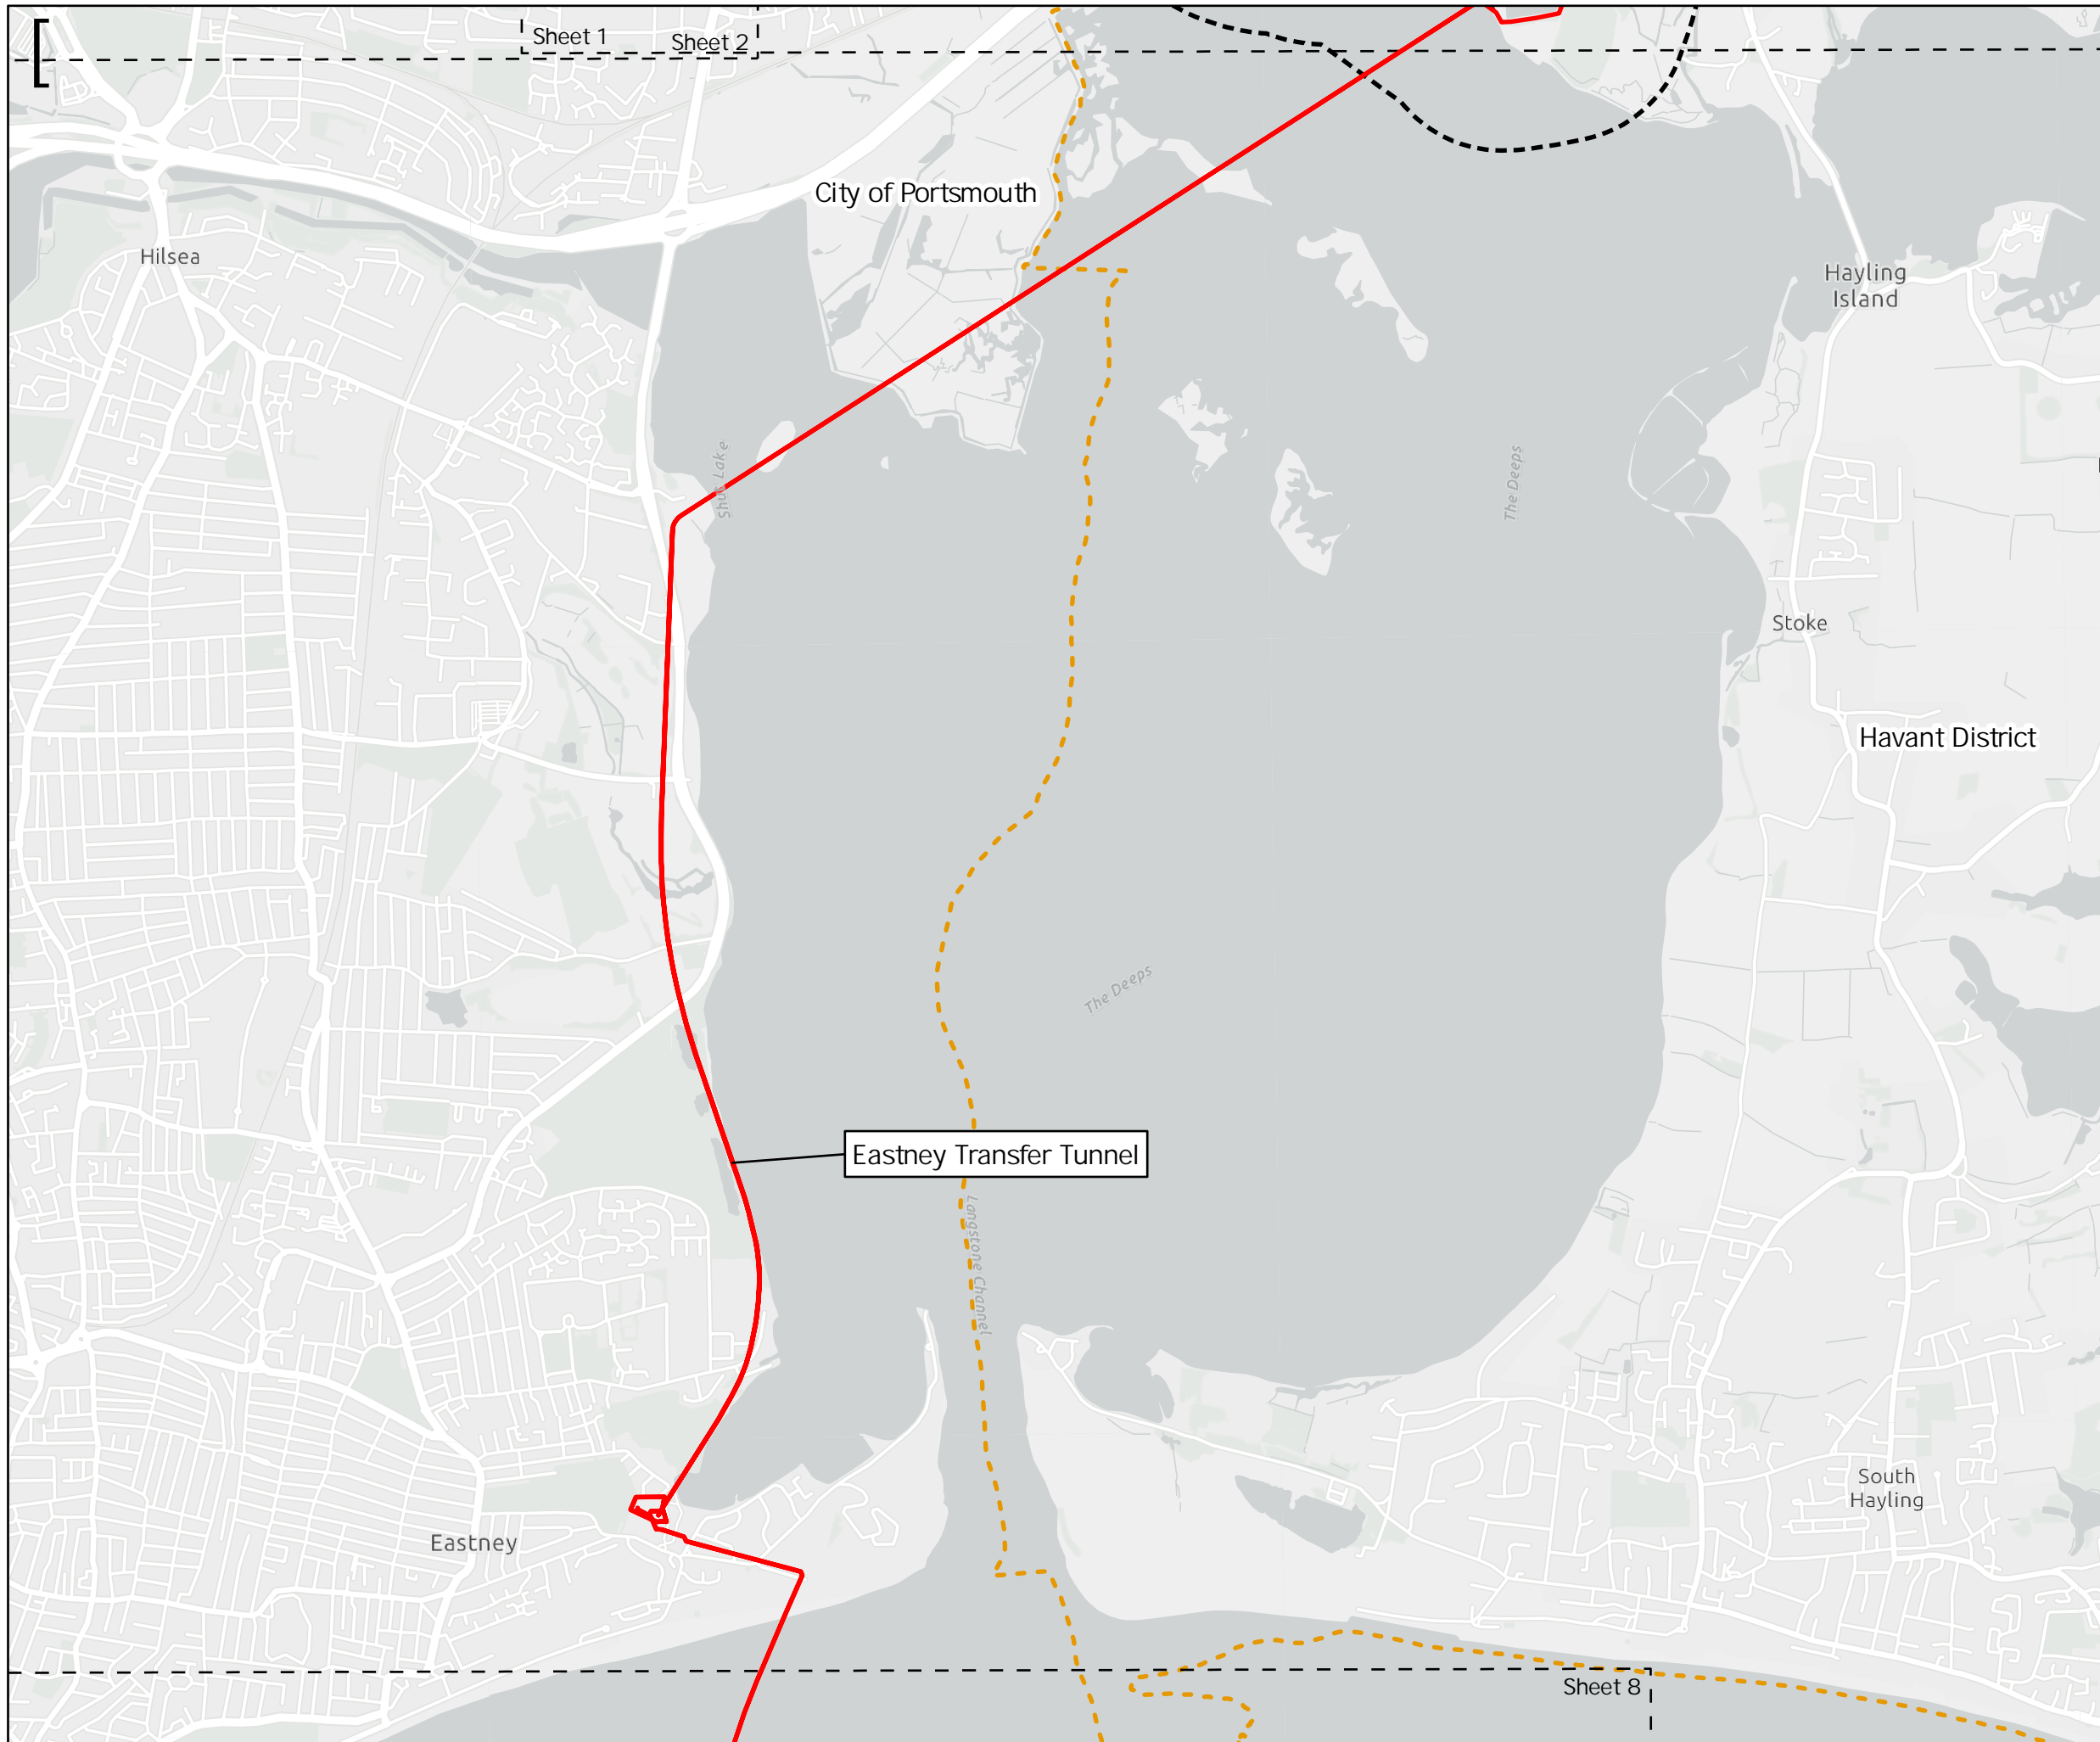 Sheet 1
Sheet 2
City of Portsmouth
Hilsea
Hayling
Island
Shut Lake
The Deeps
Stoke
Havant District
The Deeps
Eastney Transfer Tunnel
Langstone Channel
South
Hayling
Eastney
Sheet 8